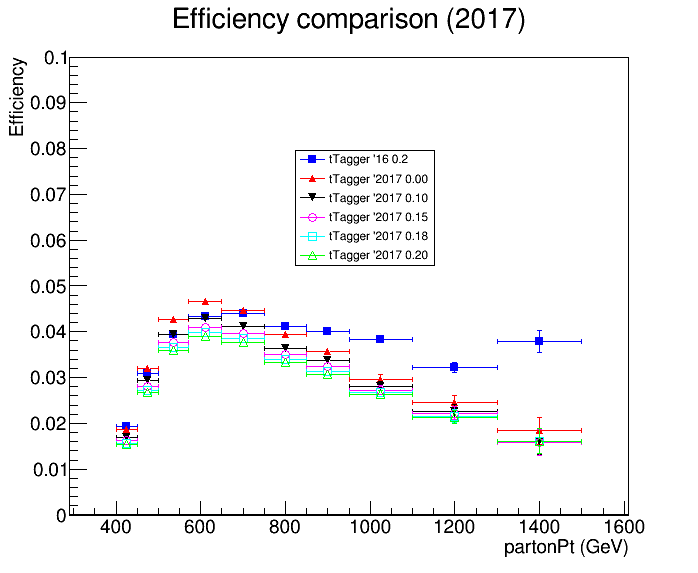 Efficiency comparison (2017)
Efficiency
0.1
0.09
0.08
0.07
0.06
0.05
0.04
0.03
0.02
0.01
0
tTagger '16 0.2
tTagger '2017 0.00
tTagger '2017 0.10
tTagger '2017 0.15
tTagger '2017 0.18
tTagger '2017 0.20
400 600 800 1000 1200 1400 1600
partonPt (GeV)